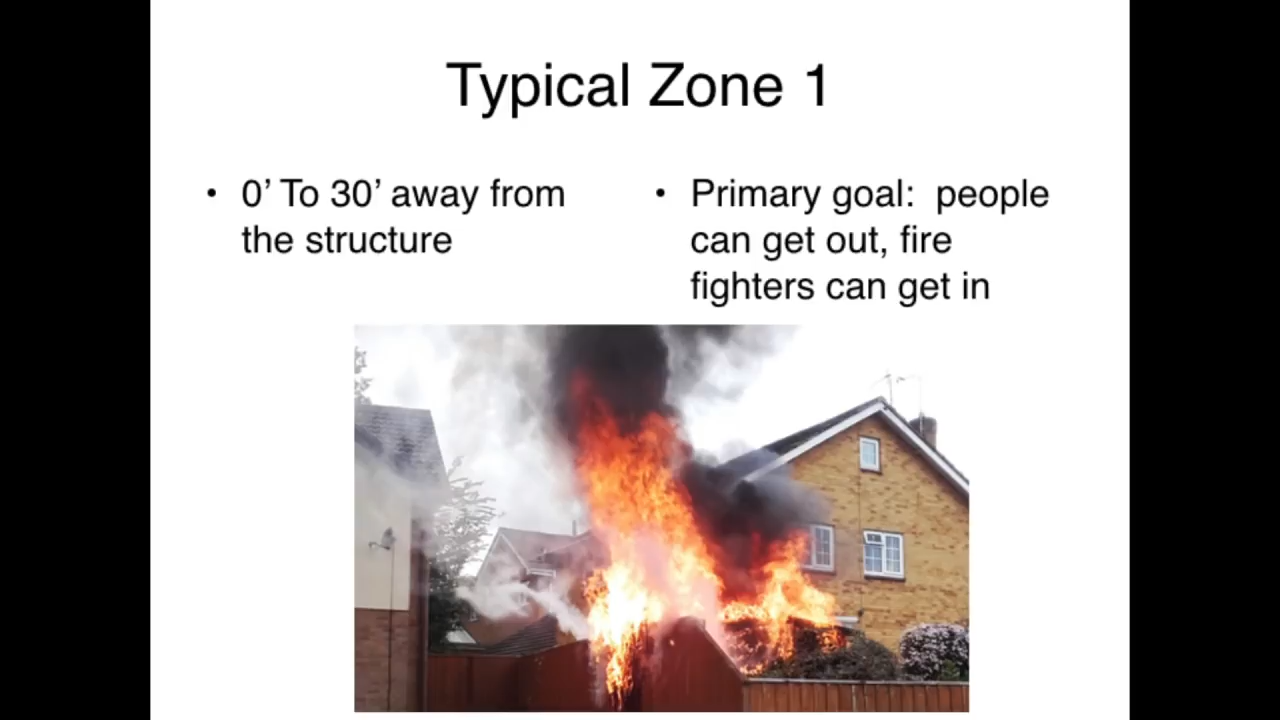 Typical Zone 1
• 0’ To 30’ away from
the structure
• Primary goal:  people
can get out, fire
fighters can get in